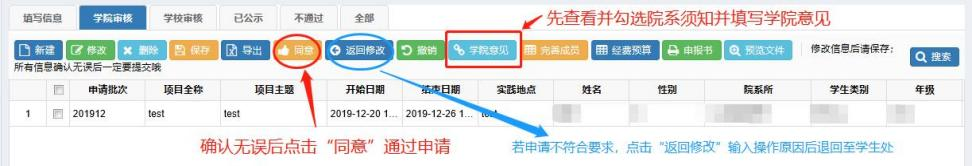 填写信息 学院审核 学校审核 已公示 不通过 全部
先查看并勾选院系须知并填写学院意见
新建 修改 删除 保存 导出 同意 返回修改 撤销 学院意见 完善成员 经费预算 申报书 预览文件 修改信息后请保存： 搜索
所有信息确认无误后一定要提交哦
申请批次 项目全称 项目主题 开始日期 结束日期 实践地点 姓名 性别 院系所 学生类别 年级
1 201912 test test 2019-12-20 1... 2019-12-26 1... test
确认无误后点击“同意”通过申请
若申请不符合要求，点击“返回修改”输入操作原因后退回至学生处